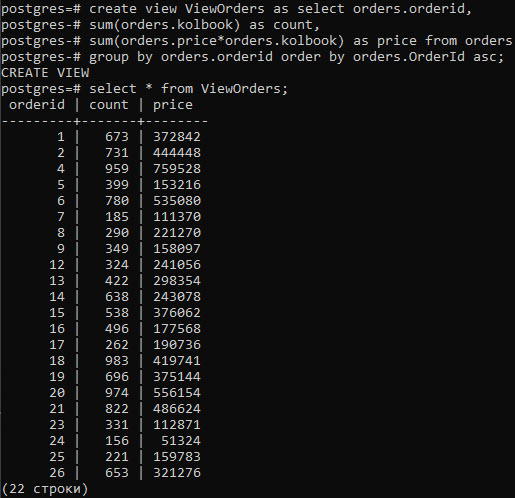 postgres=# create view ViewOrders as select orders.orderid,
postgres-# sum(orders.kolbook) as count,
postgres-# sum(orders.price*orders.kolbook) as price from orders
postgres-# group by orders.orderid order by orders.OrderId asc;
CREATE VIEW
postgres=# select * from ViewOrders;
 orderid | count | price
---------+-------+--------
       1 |   673 | 372842
       2 |   731 | 444448
       4 |   959 | 759528
       5 |   399 | 153216
       6 |   780 | 535080
       7 |   185 | 111370
       8 |   290 | 221270
       9 |   349 | 158097
      12 |   324 | 241056
      13 |   422 | 298354
      14 |   638 | 243078
      15 |   538 | 376062
      16 |   496 | 177568
      17 |   262 | 190736
      18 |   983 | 419741
      19 |   696 | 375144
      20 |   974 | 556154
      21 |   822 | 486624
      23 |   331 | 112871
      24 |   156 |  51324
      25 |   221 | 159783
      26 |   653 | 321276
(22 строки)